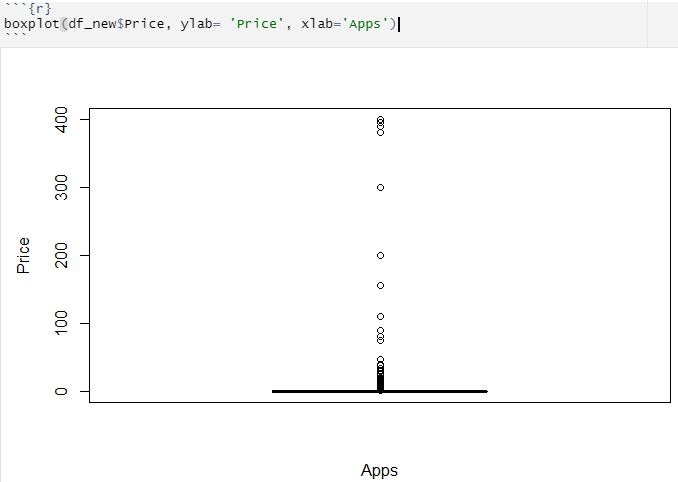 ```{r}
boxplot(df_new$Price, ylab= 'Price', xlab='Apps')
```
400
300
200
100
0
Price
Apps